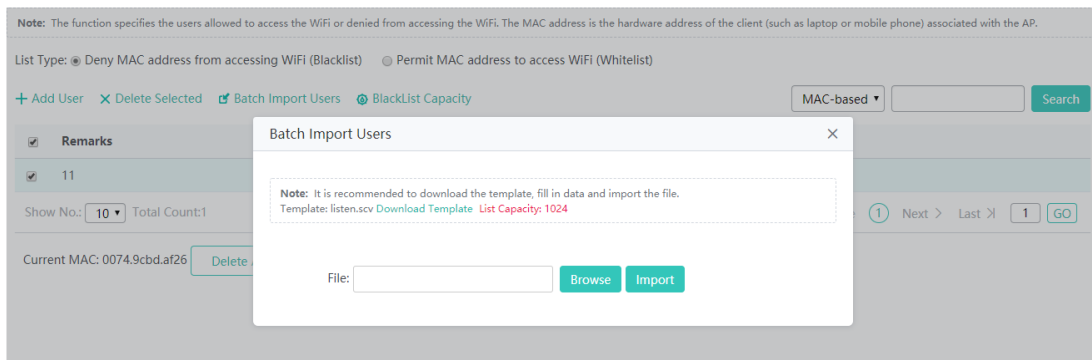 Note: The function specifies the users allowed to access the WiFi or denied from accessing the WiFi. The MAC address is the hardware address of the client (such as laptop or mobile phone) associated with the AP.
List Type: Deny MAC address from accessing WiFi (Blacklist) Permit MAC address to access WiFi (Whitelist)
Add User Delete Selected Batch Import Users BlackList Capacity MAC-based Search
Remarks
11
Show No.: 10 Total Count:1 1 Next > Last 1 GO
Current MAC: 0074.9cbd.af26 Delete
Batch Import Users
Note: It is recommended to download the template, fill in data and import the file.
Template: listen.scv Download Template List Capacity: 1024
File: Browse Import